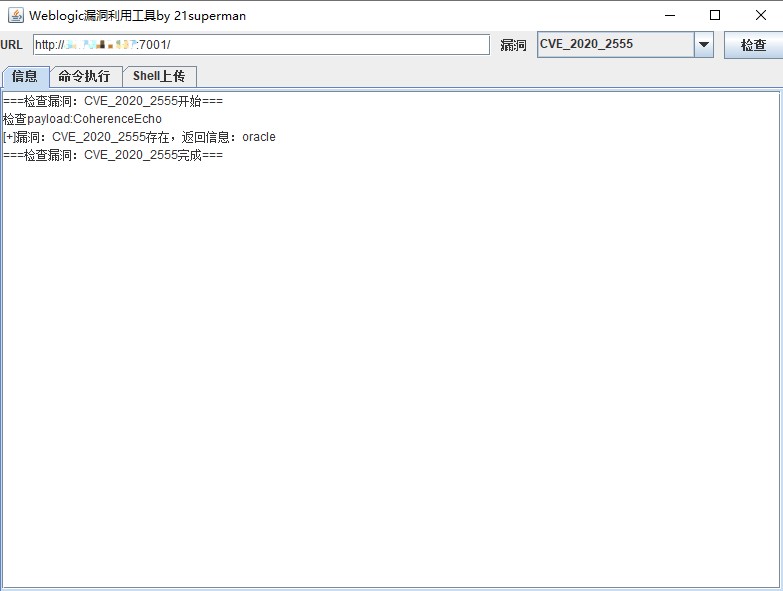 Weblogic漏洞利用工具by 21superman
URL http:// :7001/ 漏洞 CVE_2020_2555 检查
信息 命令执行 Shell上传
===检查漏洞：CVE_2020_2555开始===
检查payload:CoherenceEcho
[+]漏洞：CVE_2020_2555存在，返回信息：oracle
===检查漏洞：CVE_2020_2555完成===